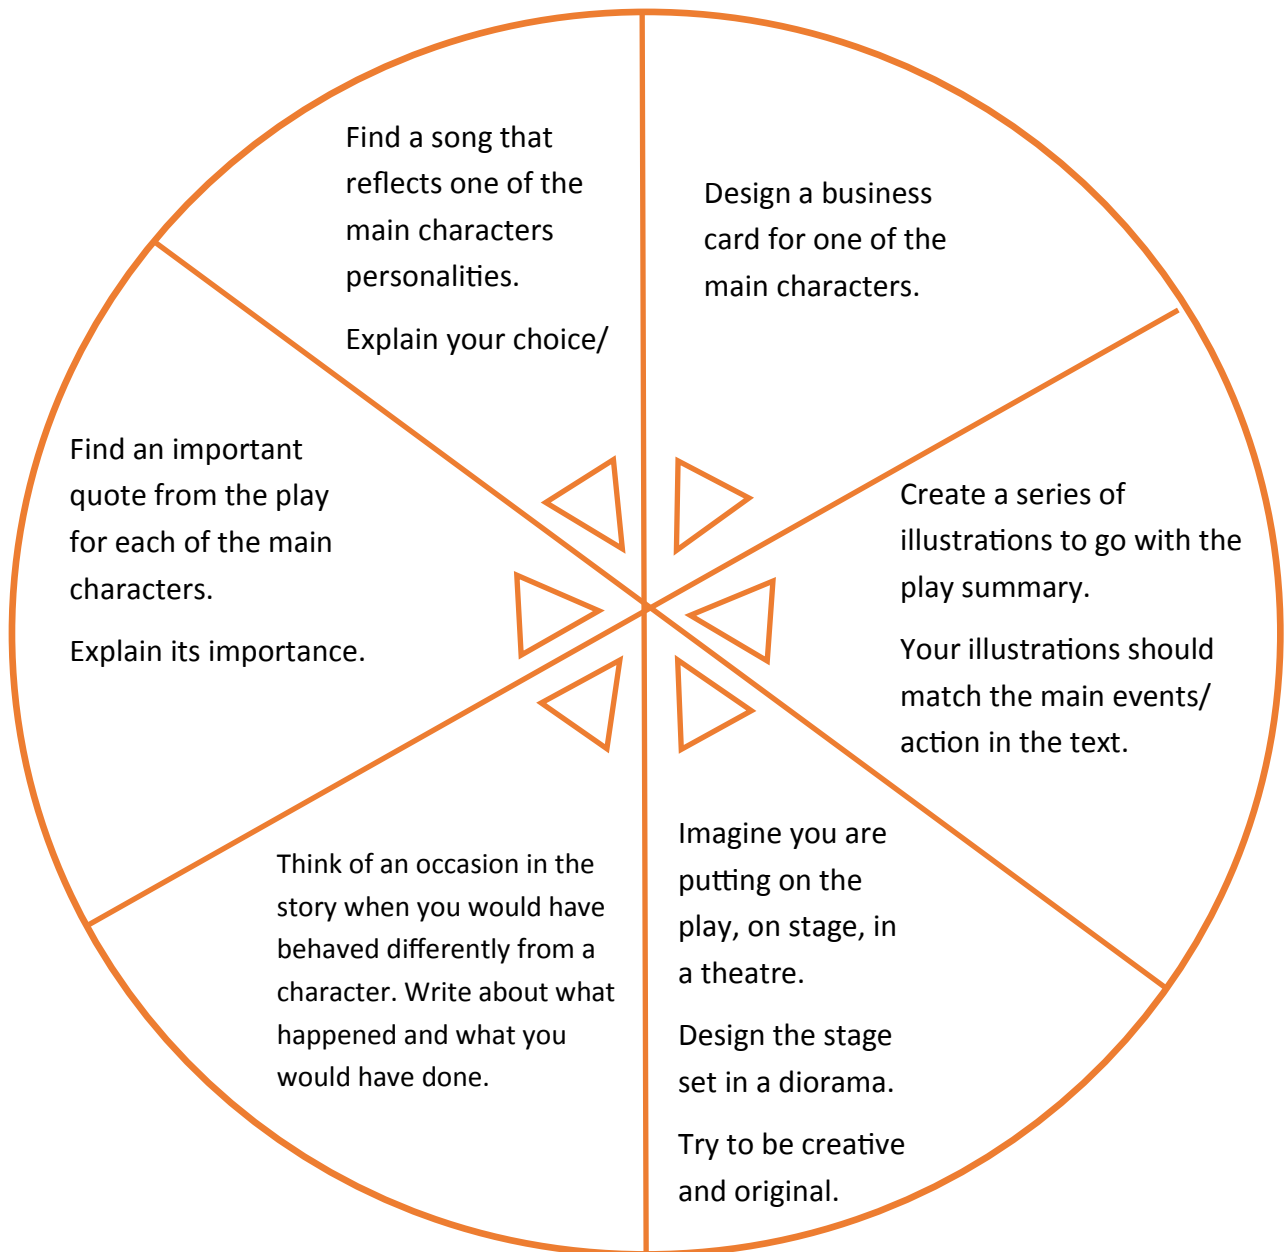 Find a song that
reflects one of the
main characters
personalities.
Explain your choice/
Design a business
card for one of the
main characters.
Create a series of
illustrations to go with the
play summary.
Your illustrations should
match the main events/
action in the text.
Imagine you are
putting on the
play, on stage, in
a theatre.
Design the stage
set in a diorama.
Try to be creative
and original.
Think of an occasion in the
story when you would have
behaved differently from a
character. Write about what
happened and what you
would have done.
Find an important
quote from the play
for each of the main
characters.
Explain its importance.